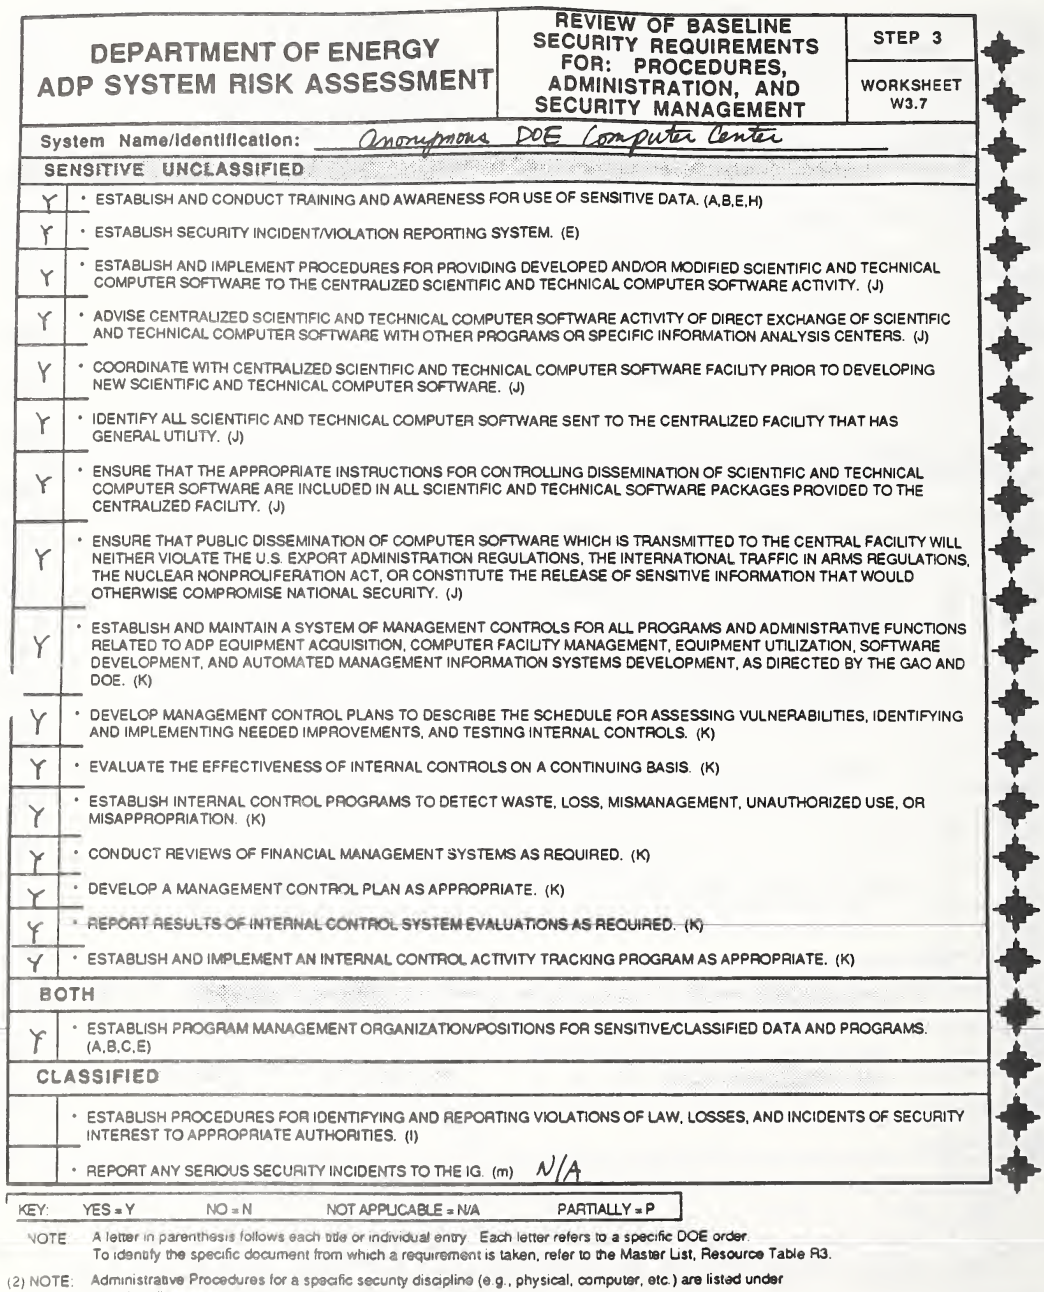 DEPARTMENT OF ENERGY
ADP SYSTEM RISK ASSESSMENT
REVIEW OF BASELINE
SECURITY REQUIREMENTS
FOR: PROCEDURES,
ADMINISTRATION, AND
SECURITY MANAGEMENT
STEP 3
WORKSHEET
W3.7
System Name/Identification: Anonymous DOE Computer Center
SENSITIVE UNCLASSIFIED
Y • ESTABLISH AND CONDUCT TRAINING AND AWARENESS FOR USE OF SENSITIVE DATA. (A,B,E,H)
Y • ESTABLISH SECURITY INCIDENT/VIOLATION REPORTING SYSTEM. (E)
Y • ESTABLISH AND IMPLEMENT PROCEDURES FOR PROVIDING DEVELOPED AND/OR MODIFIED SCIENTIFIC AND TECHNICAL
COMPUTER SOFTWARE TO THE CENTRALIZED SCIENTIFIC AND TECHNICAL COMPUTER SOFTWARE ACTIVITY. (J)
Y • ADVISE CENTRALIZED SCIENTIFIC AND TECHNICAL COMPUTER SOFTWARE ACTIVITY OF DIRECT EXCHANGE OF SCIENTIFIC
AND TECHNICAL COMPUTER SOFTWARE WITH OTHER PROGRAMS OR SPECIFIC INFORMATION ANALYSIS CENTERS. (J)
Y • COORDINATE WITH CENTRALIZED SCIENTIFIC AND TECHNICAL COMPUTER SOFTWARE FACILITY PRIOR TO DEVELOPING
NEW SCIENTIFIC AND TECHNICAL COMPUTER SOFTWARE. (J)
Y • IDENTIFY ALL SCIENTIFIC AND TECHNICAL COMPUTER SOFTWARE SENT TO THE CENTRALIZED FACILITY THAT HAS
GENERAL UTILITY. (J)
Y • ENSURE THAT THE APPROPRIATE INSTRUCTIONS FOR CONTROLLING DISSEMINATION OF SCIENTIFIC AND TECHNICAL
COMPUTER SOFTWARE ARE INCLUDED IN ALL SCIENTIFIC AND TECHNICAL SOFTWARE PACKAGES PROVIDED TO THE
CENTRALIZED FACILITY. (J)
Y • ENSURE THAT PUBLIC DISSEMINATION OF COMPUTER SOFTWARE WHICH IS TRANSMITTED TO THE CENTRAL FACILITY WILL
NEITHER VIOLATE THE U.S. EXPORT ADMINISTRATION REGULATIONS, THE INTERNATIONAL TRAFFIC IN ARMS REGULATIONS,
THE NUCLEAR NONPROLIFERATION ACT, OR CONSTITUTE THE RELEASE OF SENSITIVE INFORMATION THAT WOULD
OTHERWISE COMPROMISE NATIONAL SECURITY. (J)
Y • ESTABLISH AND MAINTAIN A SYSTEM OF MANAGEMENT CONTROLS FOR ALL PROGRAMS AND ADMINISTRATIVE FUNCTIONS
RELATED TO ADP EQUIPMENT ACQUISITION, COMPUTER FACILITY MANAGEMENT, EQUIPMENT UTILIZATION, SOFTWARE
DEVELOPMENT, AND AUTOMATED MANAGEMENT INFORMATION SYSTEMS DEVELOPMENT, AS DIRECTED BY THE GAO AND
DOE. (K)
Y • DEVELOP MANAGEMENT CONTROL PLANS TO DESCRIBE THE SCHEDULE FOR ASSESSING VULNERABILITIES, IDENTIFYING
AND IMPLEMENTING NEEDED IMPROVEMENTS, AND TESTING INTERNAL CONTROLS. (K)
Y • EVALUATE THE EFFECTIVENESS OF INTERNAL CONTROLS ON A CONTINUING BASIS. (K)
Y • ESTABLISH INTERNAL CONTROL PROGRAMS TO DETECT WASTE, LOSS, MISMANAGEMENT, UNAUTHORIZED USE, OR
MISAPPROPRIATION. (K)
Y • CONDUCT REVIEWS OF FINANCIAL MANAGEMENT SYSTEMS AS REQUIRED. (K)
Y • DEVELOP A MANAGEMENT CONTROL PLAN AS APPROPRIATE. (K)
Y • REPORT RESULTS OF INTERNAL CONTROL SYSTEM EVALUATIONS AS REQUIRED. (K)
Y • ESTABLISH AND IMPLEMENT AN INTERNAL CONTROL ACTIVITY TRACKING PROGRAM AS APPROPRIATE. (K)
BOTH
Y • ESTABLISH PROGRAM MANAGEMENT ORGANIZATION/POSITIONS FOR SENSITIVE/CLASSIFIED DATA AND PROGRAMS.
(A,B,C,E)
CLASSIFIED
• ESTABLISH PROCEDURES FOR IDENTIFYING AND REPORTING VIOLATIONS OF LAW, LOSSES, AND INCIDENTS OF SECURITY
INTEREST TO APPROPRIATE AUTHORITIES. (I)
• REPORT ANY SERIOUS SECURITY INCIDENTS TO THE IG. (m) N/A
KEY: YES = Y NO = N NOT APPLICABLE = N/A PARTIALLY = P
NOTE A letter in parenthesis follows each title or individual entry. Each letter refers to a specific DOE order.
To identify the specific document from which a requirement is taken, refer to the Master List, Resource Table R3.
(2) NOTE: Administrative Procedures for a specific security discipline (e.g., physical, computer, etc.) are listed under